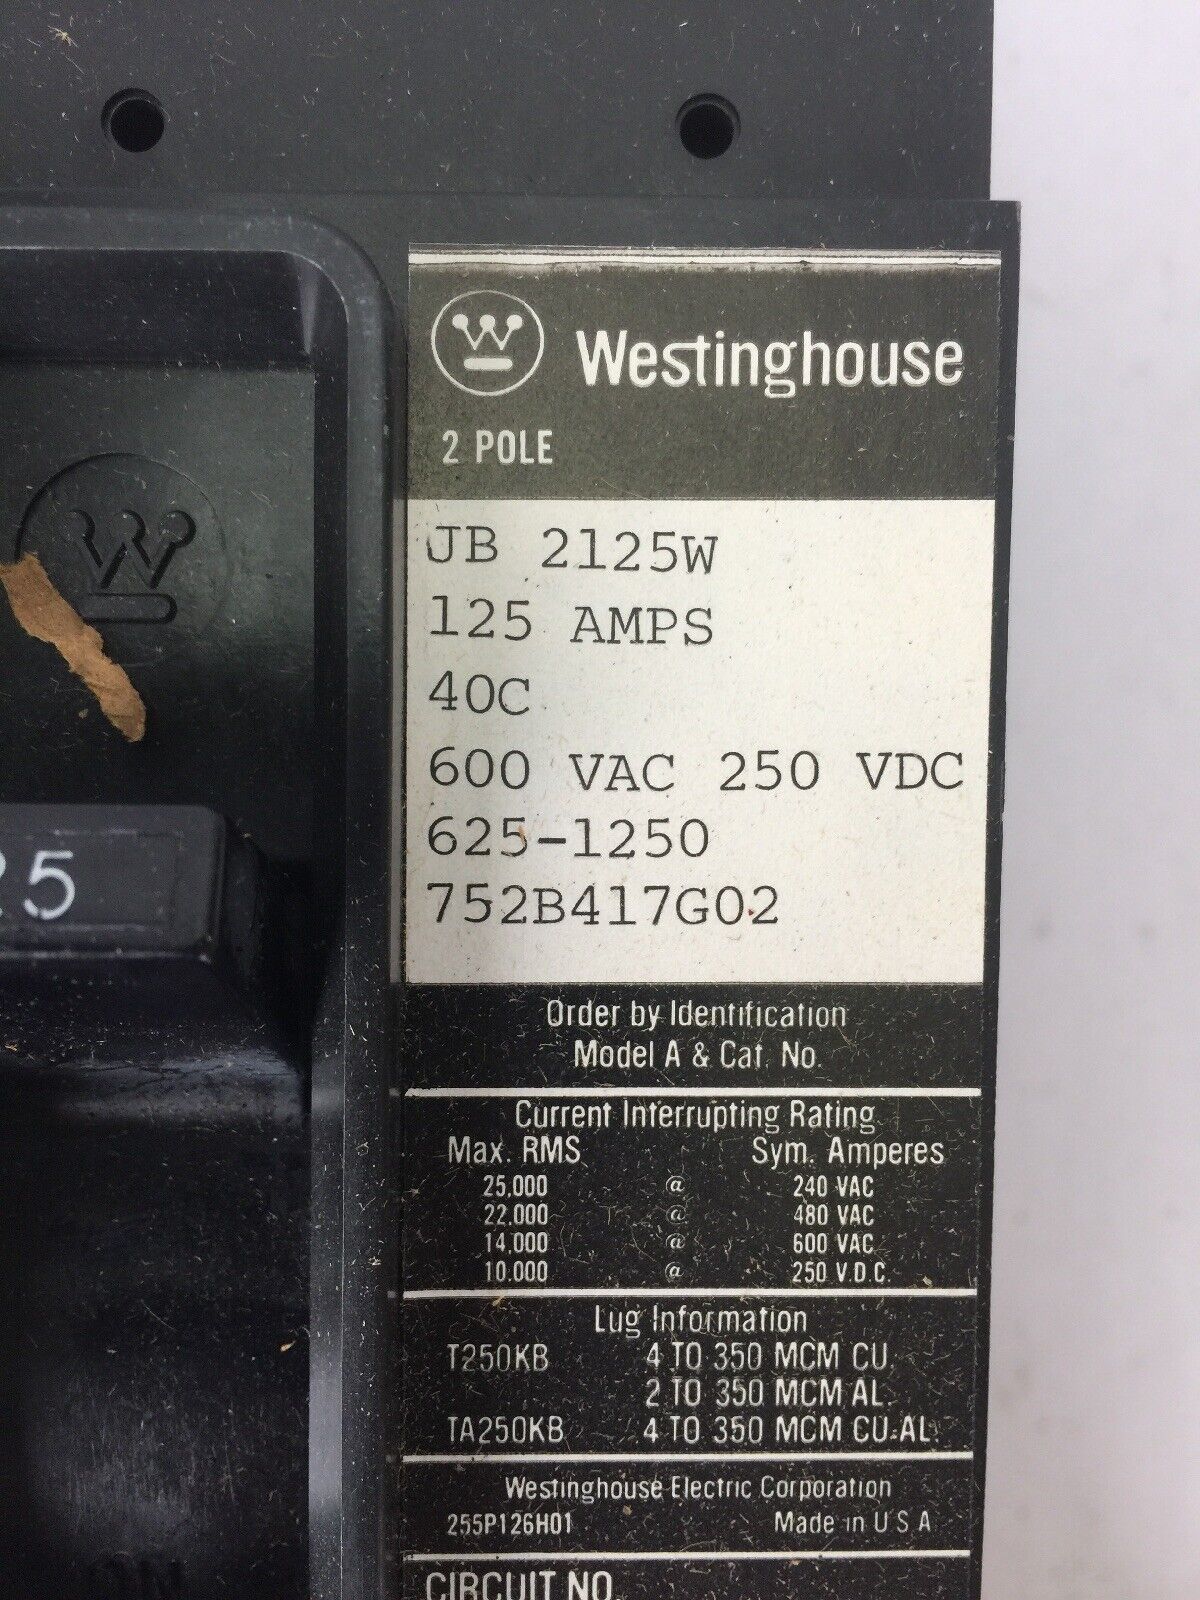 Westinghouse
2 POLE
JB 2125W
125 AMPS
40C
600 VAC 250 VDC
625-1250
752B417G02
25
Order by Identification
Model A & Cat. No.
Current Interrupting Rating
Max. RMS Sym. Amperes
25,000 @ 240 VAC
22,000 @ 480 VAC
14,000 @ 600 VAC
10,000 @ 250 V.D.C.
Lug Information
T250KB 4 TO 350 MCM CU.
2 TO 350 MCM AL.
TA250KB 4 TO 350 MCM CU-AL
Westinghouse Electric Corporation
255P126H01 Made in U S A
CIRCUIT NO.